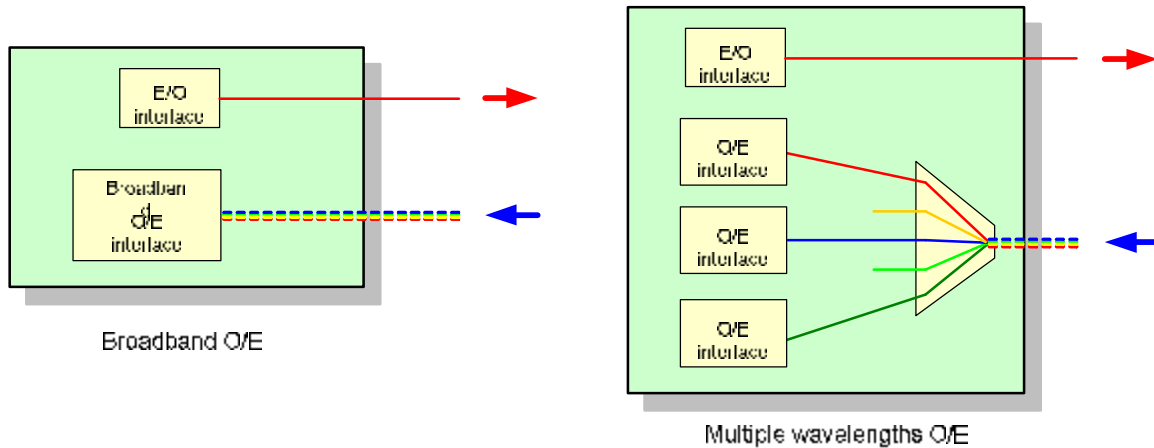 E/O
interface
Broadban
d
O/E
interface
Broadband O/E
E/O
interface
O/E
interface
O/E
interface
O/E
interface
Multiple wavelengths O/E